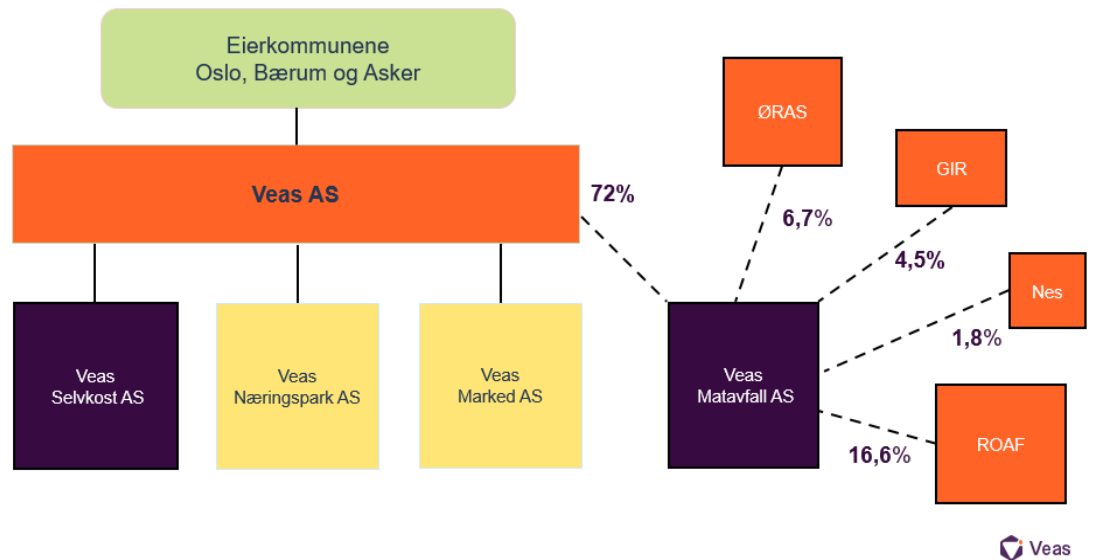 Eierkommunene
Oslo, Bærum og Asker
Veas AS
72%
Veas
Selvkost AS
Veas
Næringspark AS
Veas
Marked AS
Veas
Matavfall AS
ØRAS
6,7%
GIR
4,5%
Nes
1,8%
ROAF
16,6%
Veas